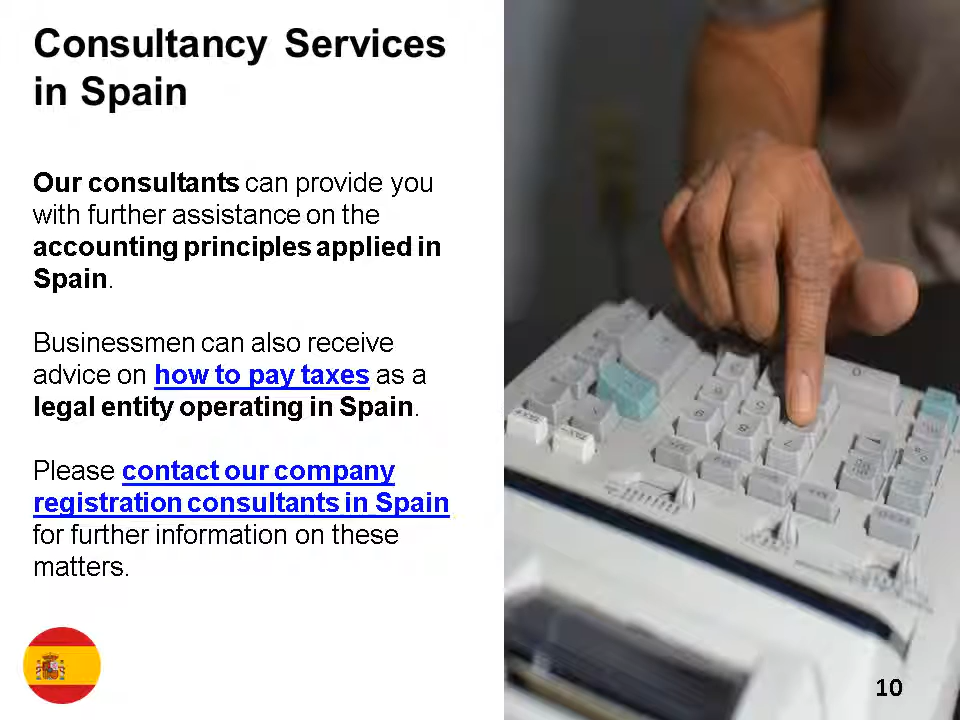 Consultancy Services
in Spain
Our consultants can provide you
with further assistance on the
accounting principles applied in
Spain.
Businessmen can also receive
advice on how to pay taxes as a
legal entity operating in Spain.
Please contact our company
registration consultants in Spain
for further information on these
matters.
10